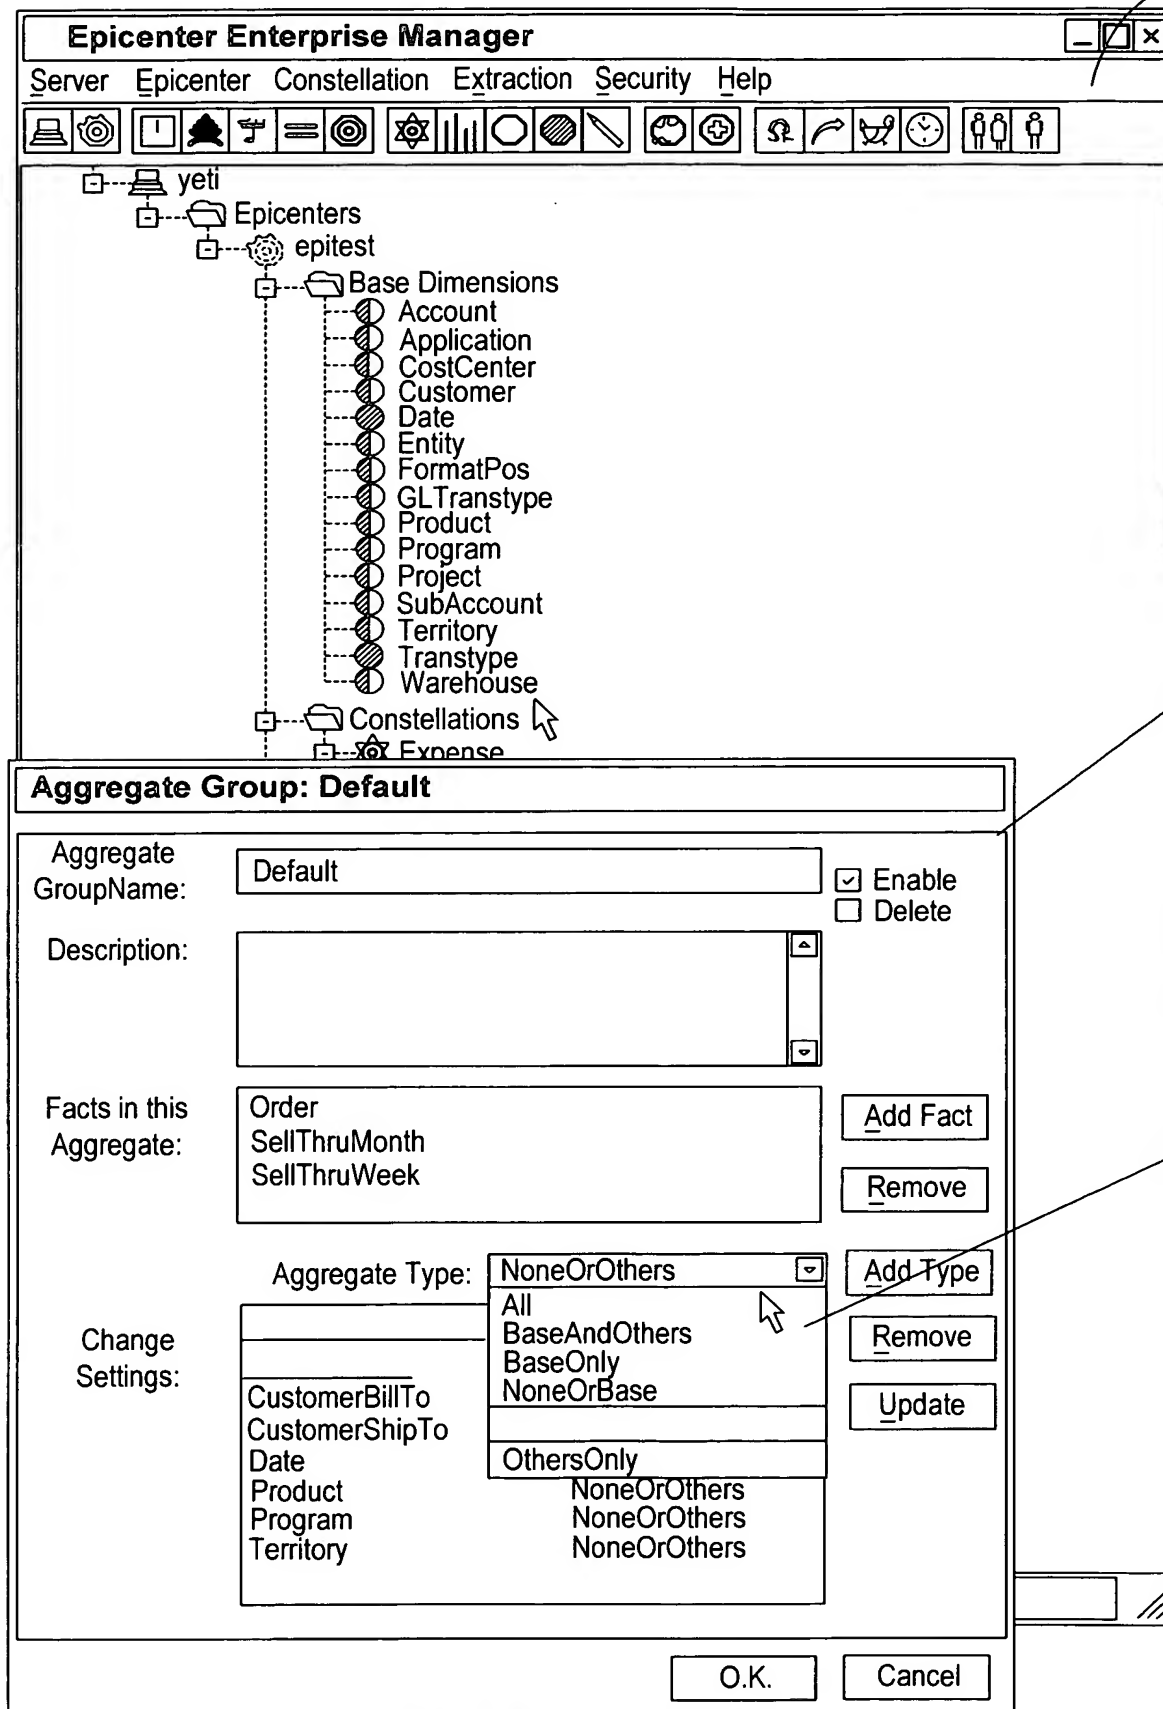 Epicenter Enterprise Manager
Server Epicenter Constellation Extraction Security Help
yeti
Epicenters
epitest
Base Dimensions
Account
Application
CostCenter
Customer
Date
Entity
FormatPos
GLTranstype
Product
Program
Project
SubAccount
Territory
Transtype
Warehouse
Constellations
Expense
Aggregate Group: Default
Aggregate
GroupName:
Default
Enable
Delete
Description:
Facts in this
Aggregate:
Order
SellThruMonth
SellThruWeek
Add Fact
Remove
Aggregate Type:
NoneOrOthers
Add Type
All
BaseAndOthers
BaseOnly
NoneOrBase
OthersOnly
Change
Settings:
Remove
Update
CustomerBillTo
CustomerShipTo
Date
Product NoneOrOthers
Program NoneOrOthers
Territory NoneOrOthers
O.K. Cancel